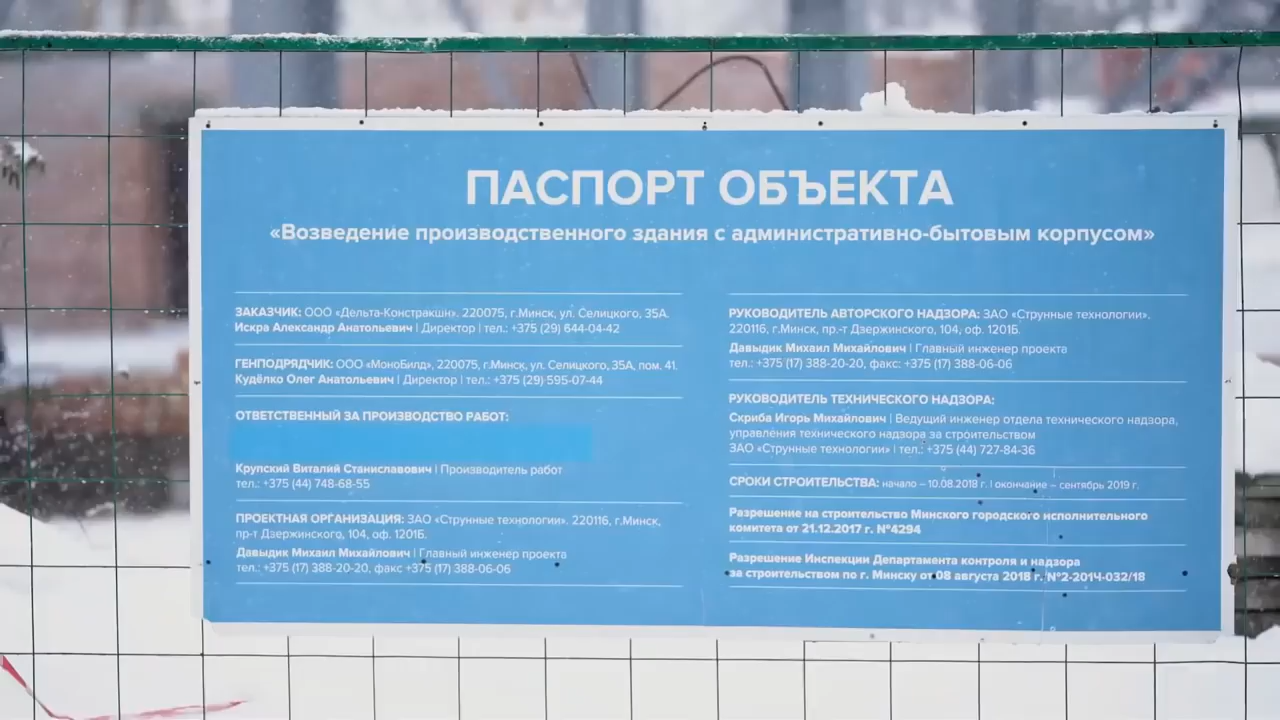 ПАСПОРТ ОБЪЕКТА
«Возведение производственного здания с административно-бытовым корпусом»
ЗАКАЗЧИК: ООО «Дельта-Констракшн». 220075, г.Минск, ул. Селицкого, 35А.
Искра Александр Анатольевич | Директор | тел.: +375 (29) 644-04-42
ГЕНПОДРЯДЧИК: ООО «МоноБилд», 220075, г.Минск, ул. Селицкого, 35А, пом. 41.
Куделко Олег Анатольевич | Директор | тел.: +375 (29) 595-07-44
ОТВЕТСТВЕННЫЙ ЗА ПРОИЗВОДСТВО РАБОТ:
Крупский Виталий Станиславович | Производитель работ
тел.: +375 (44) 748-68-55
ПРОЕКТНАЯ ОРГАНИЗАЦИЯ: ЗАО «Струнные технологии». 220116, г.Минск,
пр-т Дзержинского, 104, оф. 1201Б.
Давыдик Михаил Михайлович | Главный инженер проекта
тел.: +375 (17) 388-20-20, факс +375 (17) 388-06-06
РУКОВОДИТЕЛЬ АВТОРСКОГО НАДЗОРА: ЗАО «Струнные технологии».
220116, г.Минск, пр.-т Дзержинского, 104, оф. 1201Б.
Давыдик Михаил Михайлович | Главный инженер проекта
тел.: +375 (17) 388-20-20, факс: +375 (17) 388-06-06
РУКОВОДИТЕЛЬ ТЕХНИЧЕСКОГО НАДЗОРА:
Скриба Игорь Михайлович | Ведущий инженер отдела технического надзора,
управления технического надзора за строительством
ЗАО «Струнные технологии» | тел.: +375 (44) 727-84-36
СРОКИ СТРОИТЕЛЬСТВА: начало – 10.08.2018 г. | окончание – сентябрь 2019 г.
Разрешение на строительство Минского городского исполнительного
комитета от 21.12.2017 г. №4294
Разрешение Инспекции Департамента контроля и надзора
за строительством по г. Минску от 08 августа 2018 г. №2-201Ч-032/18